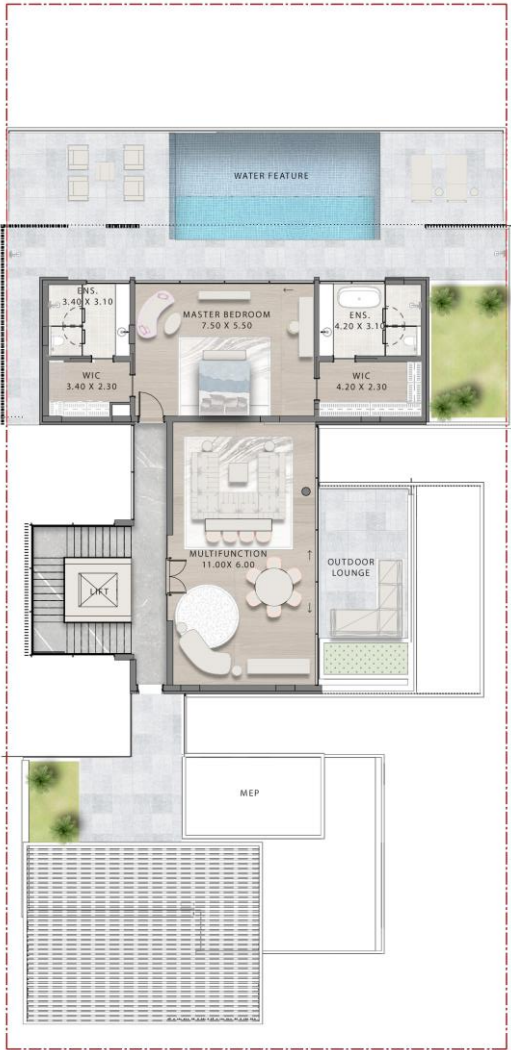 WATER FEATURE
ENS.
3.40 X 3.10
MASTER BEDROOM
7.50 X 5.50
ENS.
4.20 X 3.10
WIC
3.40 X 2.30
WIC
4.20 X 2.30
MULTIFUNCTION
11.00X 6.00
OUTDOOR
LOUNGE
LIFT
MEP